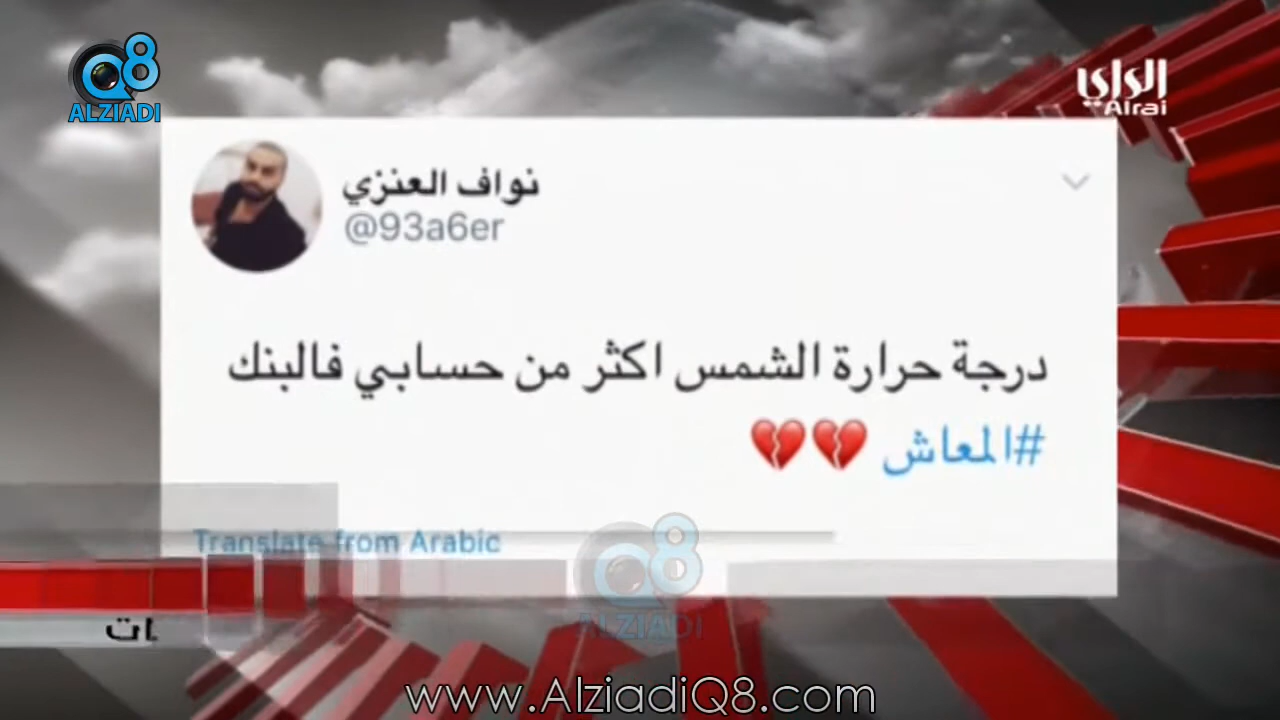 Q8
ALZIADI
الراي
Alrai
نواف العنزي
@93a6er
درجة حرارة الشمس اكثر من حسابي فالبنك
#المعاش 💔💔
Translate from Arabic
Q8
ALZIADI
ات
www.AlziadiQ8.com